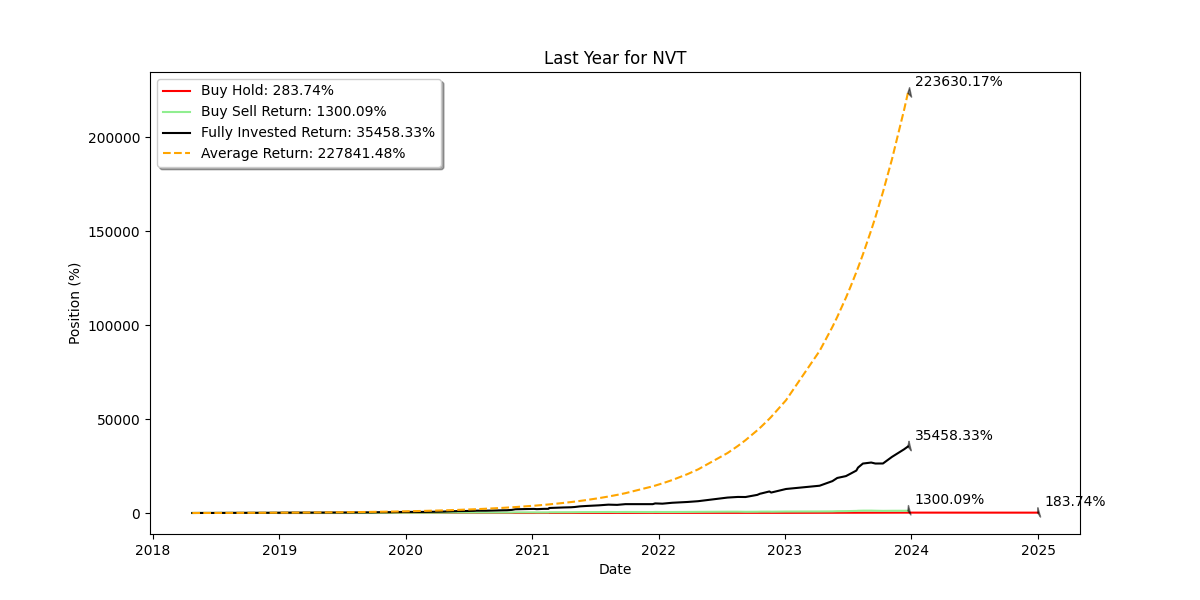 Last Year for NVT
Buy Hold: 283.74%
Buy Sell Return: 1300.09%
Fully Invested Return: 35458.33%
Average Return: 227841.48%
223630.17%
35458.33%
1300.09%
183.74%
Position (%)
200000
150000
100000
50000
0
2018 2019 2020 2021 2022 2023 2024 2025
Date